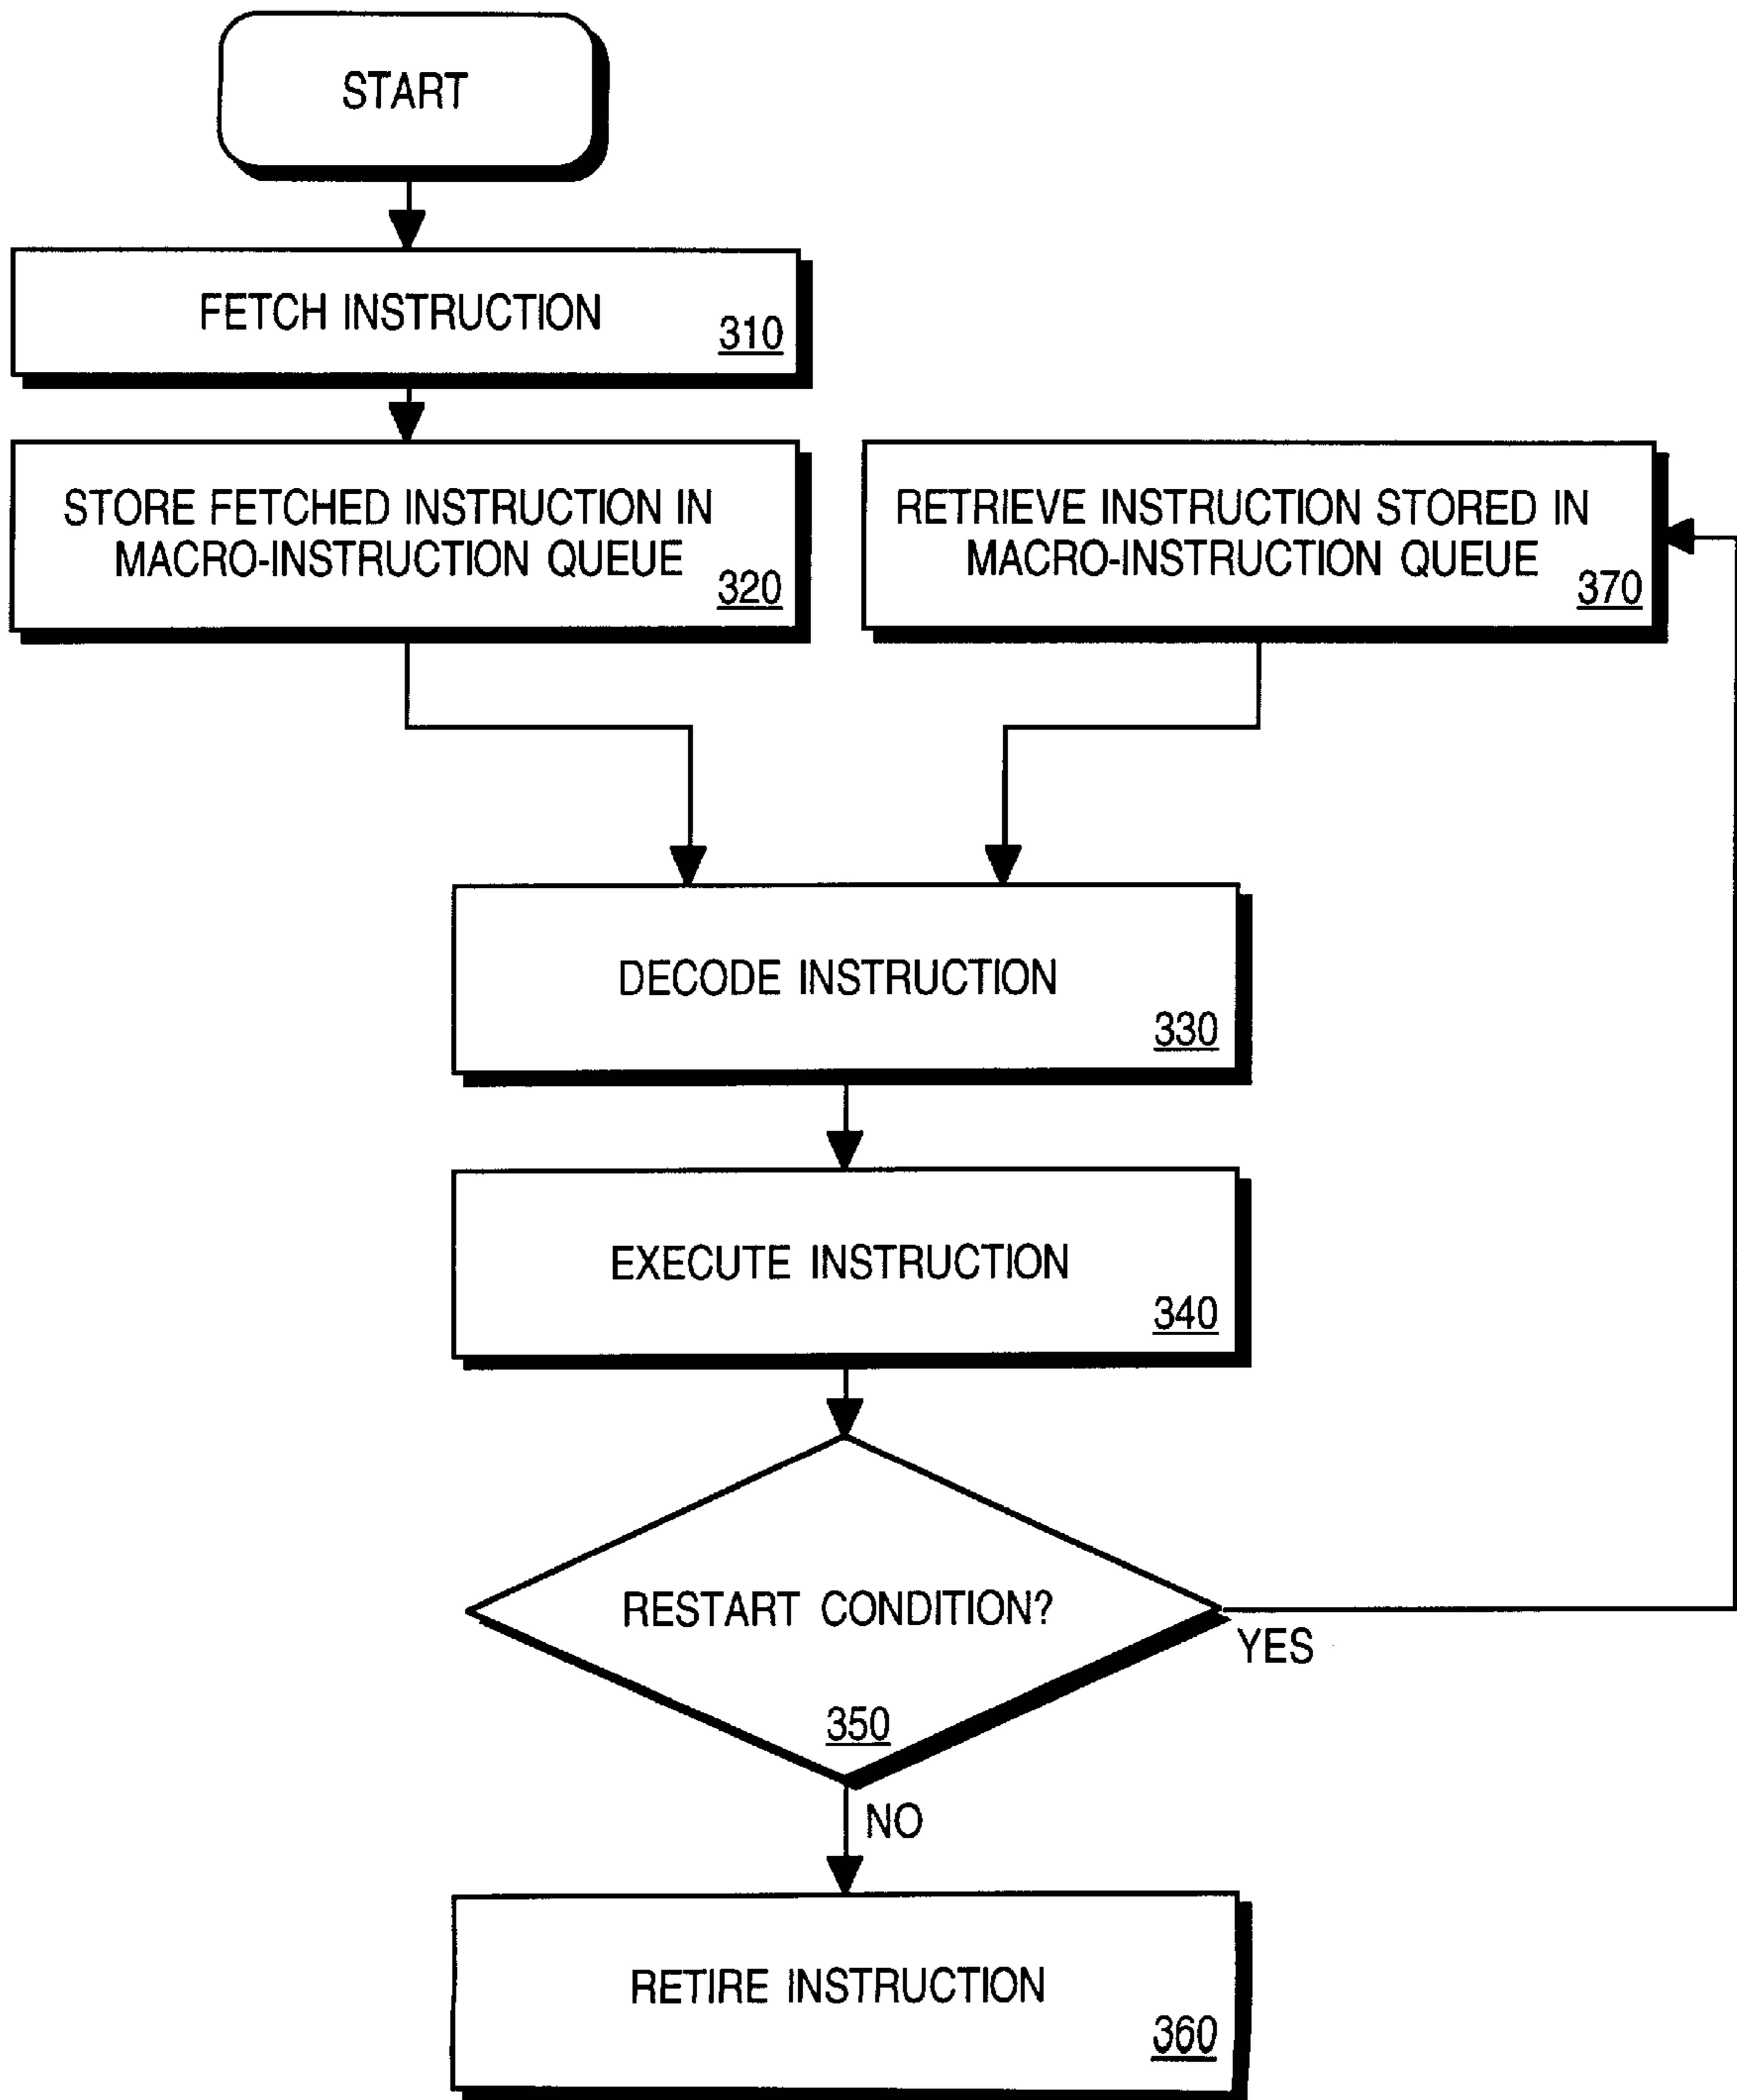 START
FETCH INSTRUCTION
310
STORE FETCHED INSTRUCTION IN
MACRO-INSTRUCTION QUEUE
320
RETRIEVE INSTRUCTION STORED IN
MACRO-INSTRUCTION QUEUE
370
DECODE INSTRUCTION
330
EXECUTE INSTRUCTION
340
RESTART CONDITION?
350
YES
NO
RETIRE INSTRUCTION
360